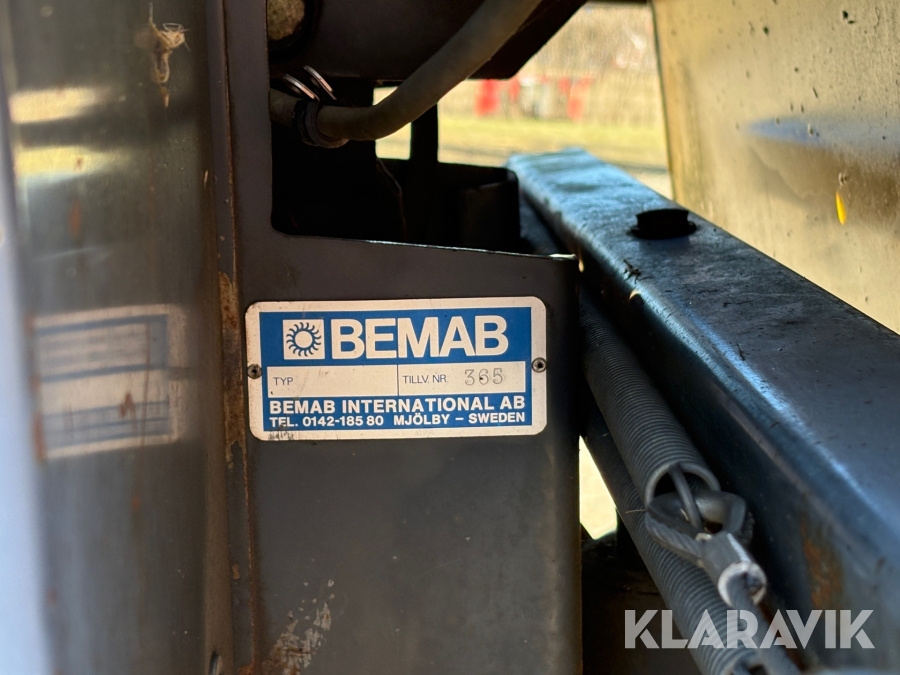 BEMAB
TYP
TILLV. NR. 365
BEMAB INTERNATIONAL AB
TEL. 0142-185 80 MJÖLBY – SWEDEN
KLARAVIK